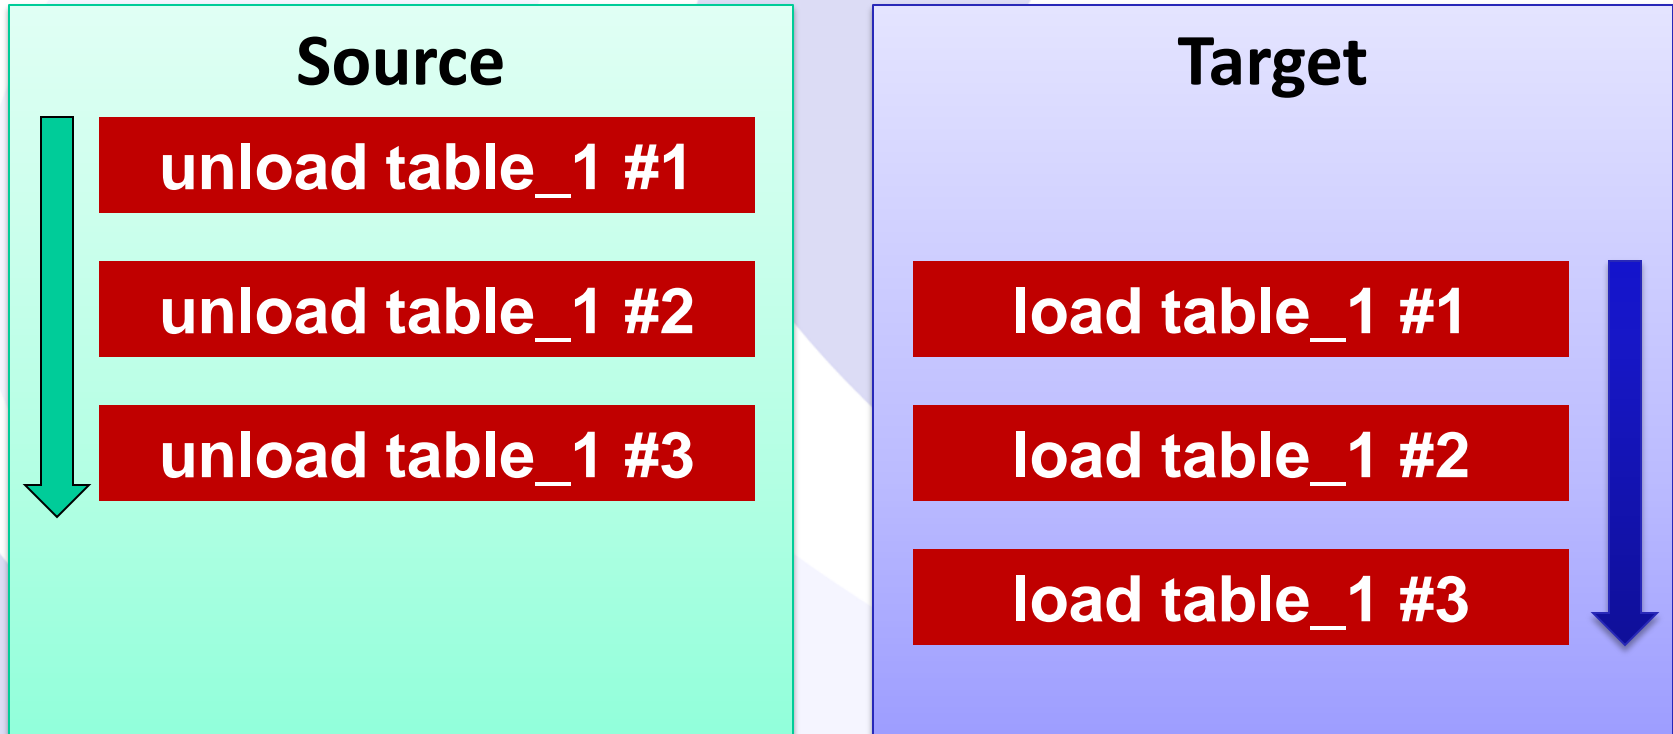 Source
unload table_1 #1
unload table_1 #2
unload table_1 #3
Target
load table_1 #1
load table_1 #2
load table_1 #3